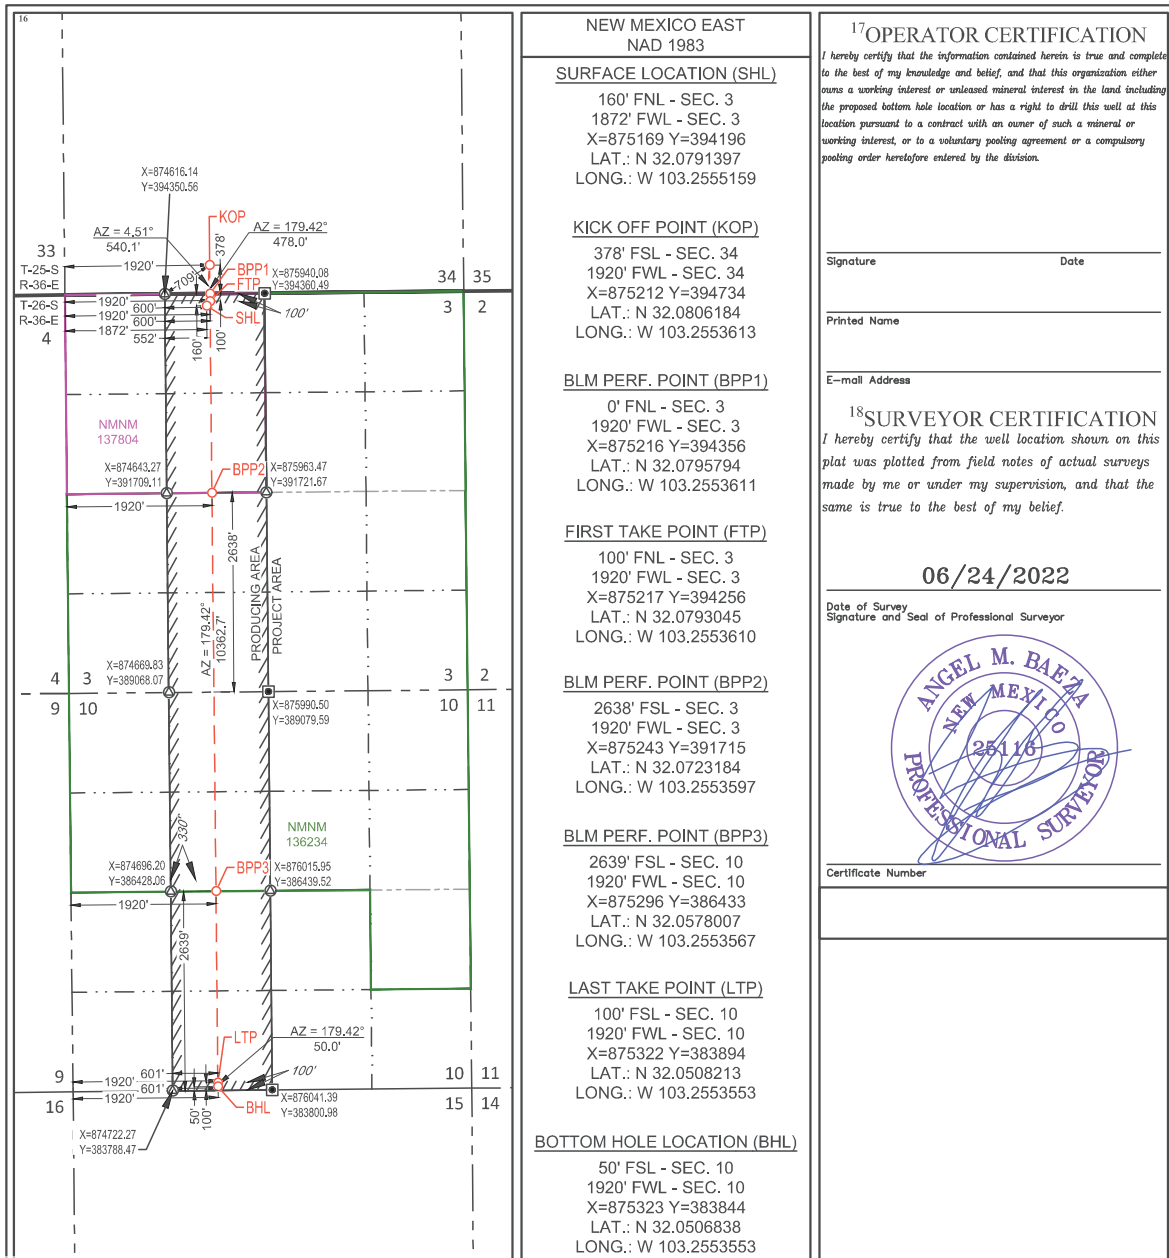 16
X=874616.14
Y=394350.56
KOP
AZ = 4.51°
540.1'
AZ = 179.42°
478.0'
378'
33
T-25-S
R-36-E
1920'
709'
BPP1
FTP
X=875940.08
Y=394360.49
34
35
T-26-S
R-36-E
4
1920'
600'
1920'
600'
1872'
552'
SHL
160'
100'
100'
3
2
NMNM
137804
X=874643.27
Y=391709.11
BPP2
X=875963.47
Y=391721.67
1920'
2638'
AZ = 179.42°
10362.7'
PRODUCING AREA
PROJECT AREA
4
3
X=874669.83
Y=389068.07
3
2
9
10
X=875990.50
Y=389079.59
10
11
330'
NMNM
136234
X=874696.20
Y=386428.06
BPP3
X=876015.95
Y=386439.52
1920'
2639'
LTP
AZ = 179.42°
50.0'
601'
100'
9
1920'
601'
10
11
16
1920'
50'
100'
BHL
X=876041.39
Y=383800.98
15
14
X=874722.27
Y=383788.47
NEW MEXICO EAST
NAD 1983
SURFACE LOCATION (SHL)
160' FNL - SEC. 3
1872' FWL - SEC. 3
X=875169 Y=394196
LAT.: N 32.0791397
LONG.: W 103.2555159
KICK OFF POINT (KOP)
378' FSL - SEC. 34
1920' FWL - SEC. 34
X=875212 Y=394734
LAT.: N 32.0806184
LONG.: W 103.2553613
BLM PERF. POINT (BPP1)
0' FNL - SEC. 3
1920' FWL - SEC. 3
X=875216 Y=394356
LAT.: N 32.0795794
LONG.: W 103.2553611
FIRST TAKE POINT (FTP)
100' FNL - SEC. 3
1920' FWL - SEC. 3
X=875217 Y=394256
LAT.: N 32.0793045
LONG.: W 103.2553610
BLM PERF. POINT (BPP2)
2638' FSL - SEC. 3
1920' FWL - SEC. 3
X=875243 Y=391715
LAT.: N 32.0723184
LONG.: W 103.2553597
BLM PERF. POINT (BPP3)
2639' FSL - SEC. 10
1920' FWL - SEC. 10
X=875296 Y=386433
LAT.: N 32.0578007
LONG.: W 103.2553567
LAST TAKE POINT (LTP)
100' FSL - SEC. 10
1920' FWL - SEC. 10
X=875322 Y=383894
LAT.: N 32.0508213
LONG.: W 103.2553553
BOTTOM HOLE LOCATION (BHL)
50' FSL - SEC. 10
1920' FWL - SEC. 10
X=875323 Y=383844
LAT.: N 32.0506838
LONG.: W 103.2553553
17OPERATOR CERTIFICATION
I hereby certify that the information contained herein is true and complete
to the best of my knowledge and belief, and that this organization either
owns a working interest or unleased mineral interest in the land including
the proposed bottom hole location or has a right to drill this well at this
location pursuant to a contract with an owner of such a mineral or
working interest, or to a voluntary pooling agreement or a compulsory
pooling order heretofore entered by the division.
Signature Date
Printed Name
E-mail Address
18SURVEYOR CERTIFICATION
I hereby certify that the well location shown on this
plat was plotted from field notes of actual surveys
made by me or under my supervision, and that the
same is true to the best of my belief.
06/24/2022
Date of Survey
Signature and Seal of Professional Surveyor
ANGEL M. BAEZA
NEW MEXICO
25116
PROFESSIONAL SURVEYOR
Certificate Number